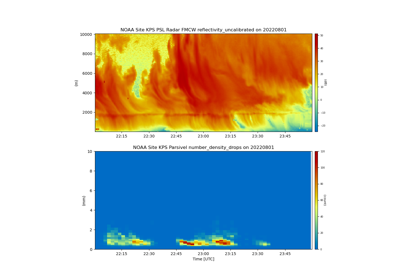 NOAA Site KPS PSL Radar FMCW reflectivity_uncalibrated on 20220801
10000
8000
6000
4000
2000
22:15 22:30 22:45 23:00 23:15 23:30 23:45
NOAA Site KPS Parsivel number_density_drops on 20220801
10
8
6
4
2
0
22:15 22:30 22:45 23:00 23:15 23:30 23:45
Time [UTC]